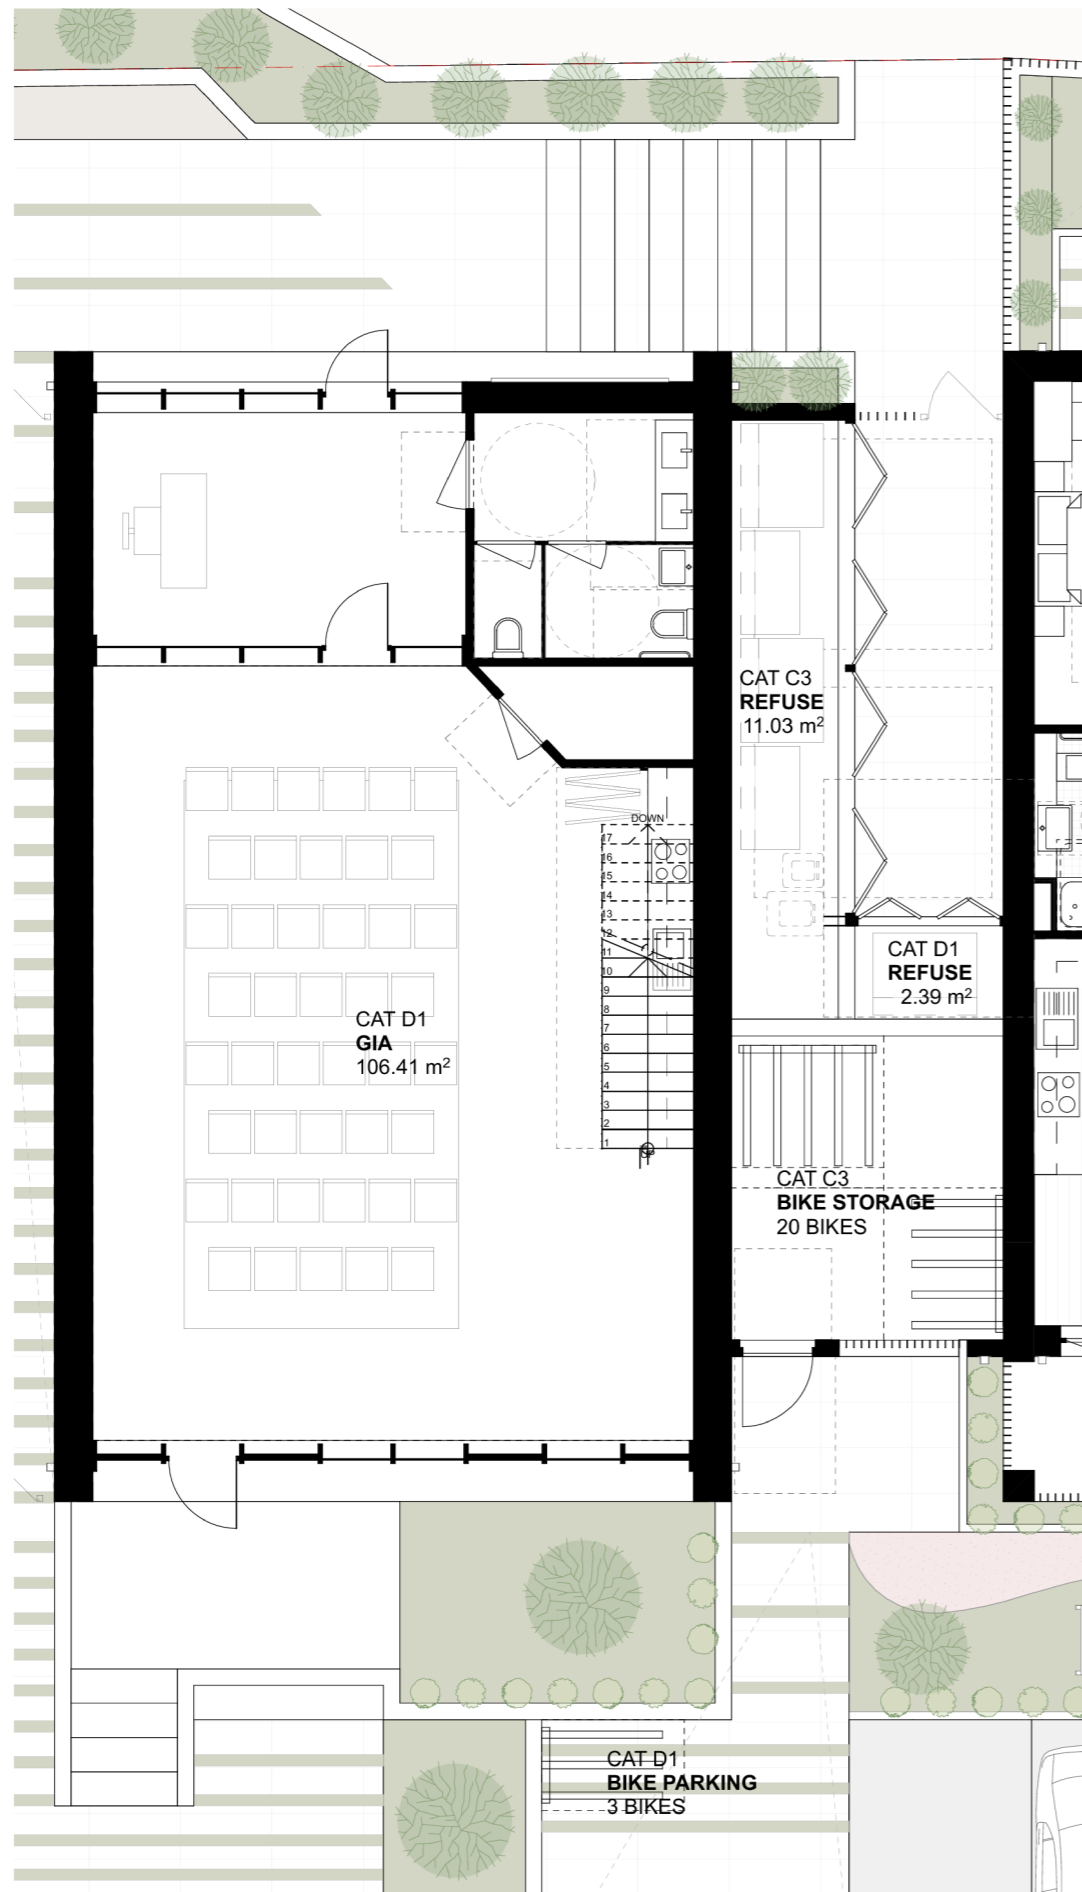 CAT C3
REFUSE
11.03 m²
DOWN
17
16
15
14
13
12
11
10
9
8
7
6
5
4
3
2
1
CAT D1
REFUSE
2.39 m²
CAT D1
GIA
106.41 m²
CAT C3
BIKE STORAGE
20 BIKES
CAT D1
BIKE PARKING
3 BIKES